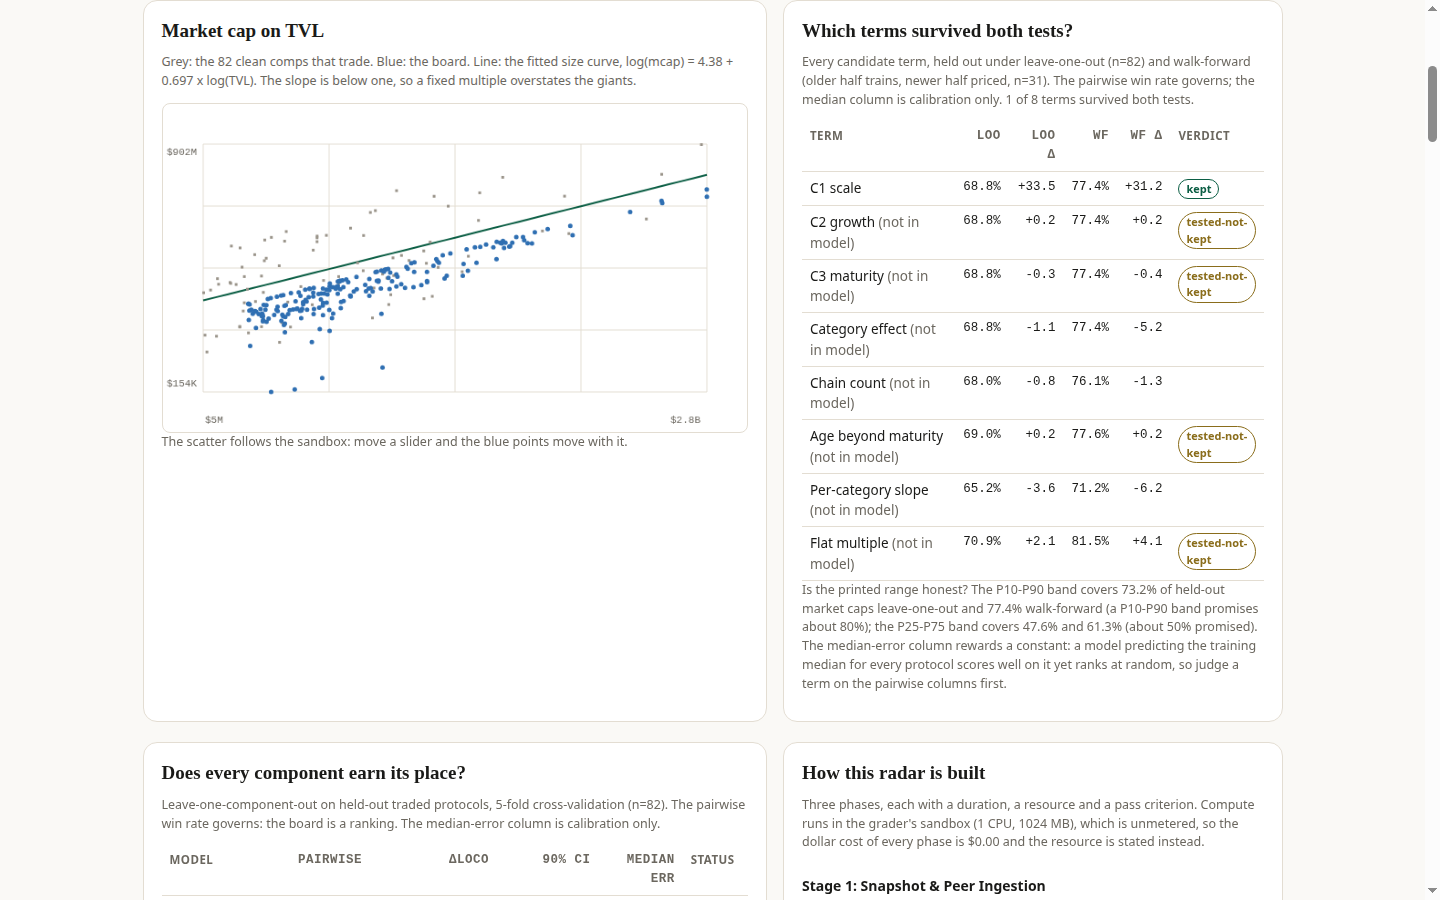 Market cap on TVL
Grey: the 82 clean comps that trade. Blue: the board. Line: the fitted size curve, log(mcap) = 4.38 +
0.697 x log(TVL). The slope is below one, so a fixed multiple overstates the giants.
$902M
$154K
$5M
$2.8B
The scatter follows the sandbox: move a slider and the blue points move with it.
Which terms survived both tests?
Every candidate term, held out under leave-one-out (n=82) and walk-forward
(older half trains, newer half priced, n=31). The pairwise win rate governs; the
median column is calibration only. 1 of 8 terms survived both tests.
TERM LOO LOO WF WF Δ VERDICT
Δ
C1 scale 68.8% +33.5 77.4% +31.2 kept
C2 growth (not in 68.8% +0.2 77.4% +0.2 tested-not-
model) kept
C3 maturity (not in 68.8% -0.3 77.4% -0.4 tested-not-
model) kept
Category effect (not 68.8% -1.1 77.4% -5.2
in model)
Chain count (not in 68.0% -0.8 76.1% -1.3
model)
Age beyond maturity 69.0% +0.2 77.6% +0.2 tested-not-
(not in model) kept
Per-category slope 65.2% -3.6 71.2% -6.2
(not in model)
Flat multiple (not in 70.9% +2.1 81.5% +4.1 tested-not-
model) kept
Is the printed range honest? The P10-P90 band covers 73.2% of held-out
market caps leave-one-out and 77.4% walk-forward (a P10-P90 band promises
about 80%); the P25-P75 band covers 47.6% and 61.3% (about 50% promised).
The median-error column rewards a constant: a model predicting the training
median for every protocol scores well on it yet ranks at random, so judge a
term on the pairwise columns first.
Does every component earn its place?
Leave-one-component-out on held-out traded protocols, 5-fold cross-validation (n=82). The pairwise
win rate governs: the board is a ranking. The median-error column is calibration only.
MODEL PAIRWISE ΔLOCO 90% CI MEDIAN STATUS
ERR
How this radar is built
Three phases, each with a duration, a resource and a pass criterion. Compute
runs in the grader's sandbox (1 CPU, 1024 MB), which is unmetered, so the
dollar cost of every phase is $0.00 and the resource is stated instead.
Stage 1: Snapshot & Peer Ingestion